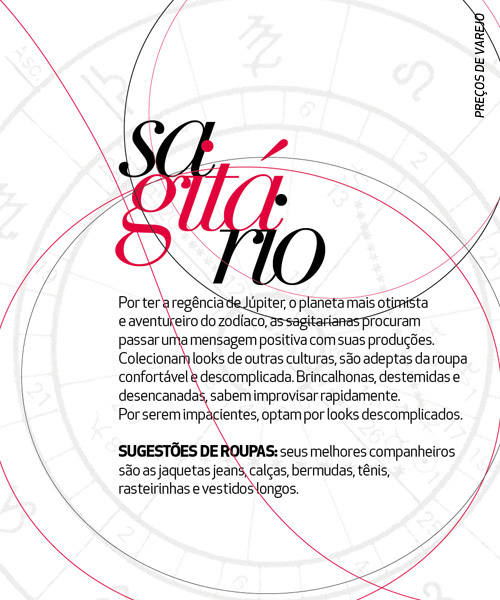 PREÇOS DE VAREJO
sa
gitá
rio
Por ter a regência de Júpiter, o planeta mais otimista
e aventureiro do zodíaco, as sagitarianas procuram
passar uma mensagem positiva com suas produções.
Colecionam looks de outras culturas, são adeptas da roupa
confortável e descomplicada. Brincalhonas, destemidas e
desencanadas, sabem improvisar rapidamente.
Por serem impacientes, optam por looks descomplicados.
SUGESTÕES DE ROUPAS: seus melhores companheiros
são as jaquetas jeans, calças, bermudas, tênis,
rasteirinhas e vestidos longos.